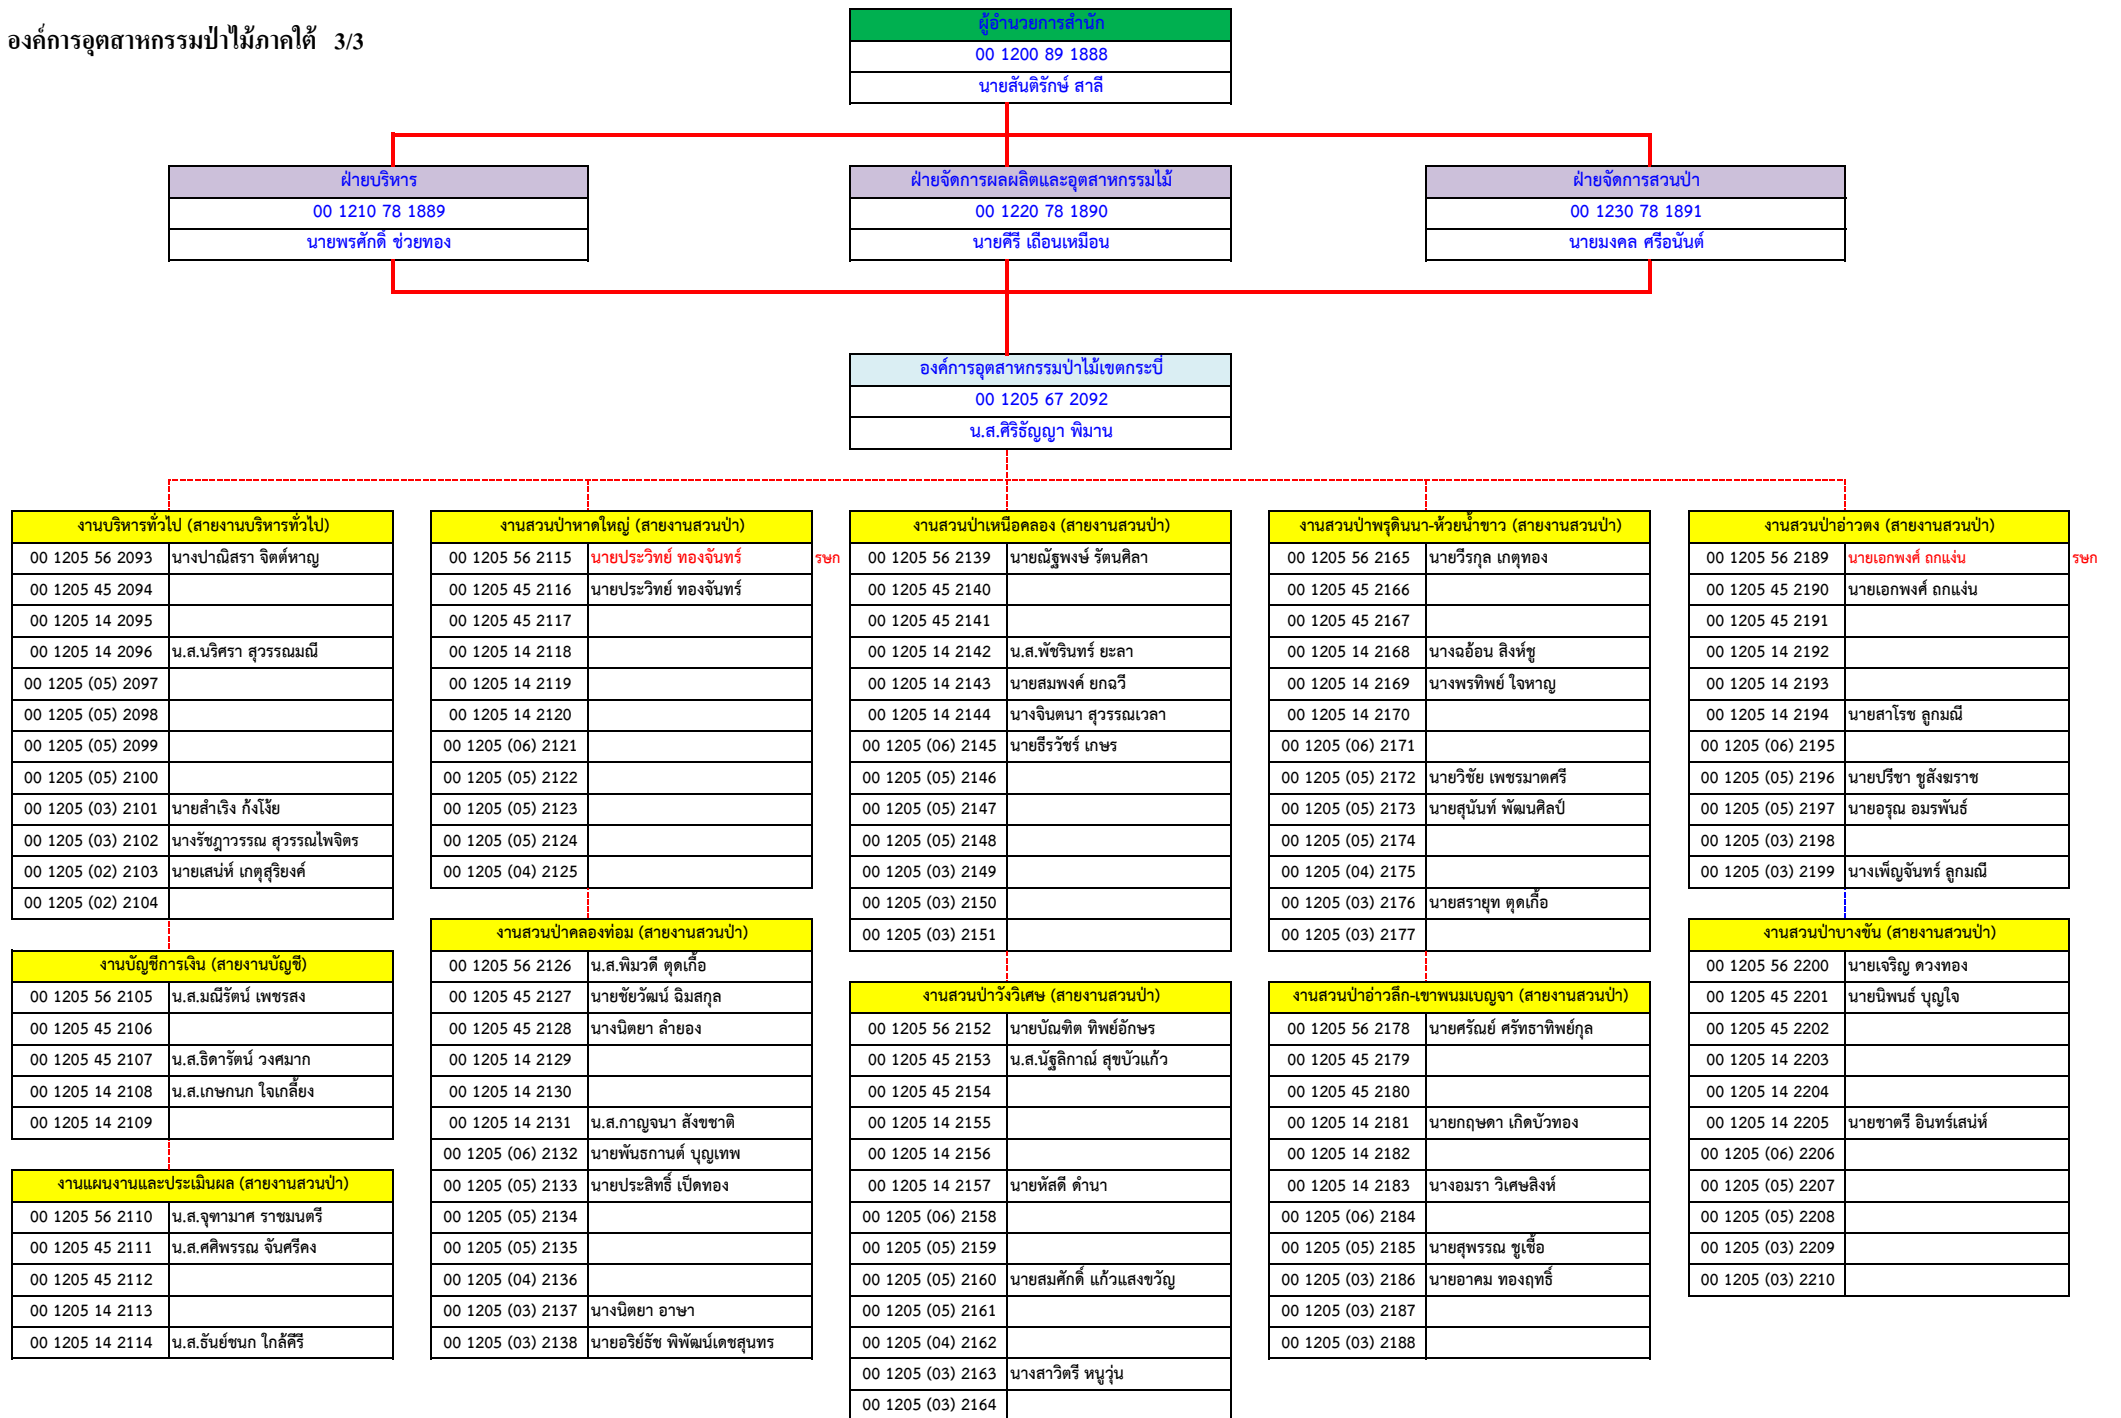 องค์การอุตสาหกรรมป่าไม้ภาคใต้ 3/3
ผู้อำนวยการสำนัก
00 1200 89 1888
นายสันติรักษ์ สาลี
ฝ่ายบริหาร
00 1210 78 1889
นายพรศักดิ์ ช่วยทอง
ฝ่ายจัดการผลผลิตและอุตสาหกรรมไม้
00 1220 78 1890
นายคีรี เถือนเหมือน
ฝ่ายจัดการสวนป่า
00 1230 78 1891
นายมงคล ศรีอนันต์
องค์การอุตสาหกรรมป่าไม้เขตกระบี่
00 1205 67 2092
น.ส.ศิริธัญญา พิมาน
งานบริหารทั่วไป (สายงานบริหารทั่วไป)
00 1205 56 2093 นางปาณิสรา จิตต์หาญ
00 1205 45 2094
00 1205 14 2095
00 1205 14 2096 น.ส.นริศรา สุวรรณมณี
00 1205 (05) 2097
00 1205 (05) 2098
00 1205 (05) 2099
00 1205 (05) 2100
00 1205 (03) 2101 นายสำเริง ก้งโง้ย
00 1205 (03) 2102 นางรัชฎาวรรณ สุวรรณไพจิตร
00 1205 (02) 2103 นายเสน่ห์ เกตุสุริยงค์
00 1205 (02) 2104
งานบัญชีการเงิน (สายงานบัญชี)
00 1205 56 2105 น.ส.มณีรัตน์ เพชรสง
00 1205 45 2106
00 1205 45 2107 น.ส.ธิดารัตน์ วงศมาก
00 1205 14 2108 น.ส.เกษกนก ใจเกลี้ยง
00 1205 14 2109
งานแผนงานและประเมินผล (สายงานสวนป่า)
00 1205 56 2110 น.ส.จุฑามาศ ราชมนตรี
00 1205 45 2111 น.ส.ศศิพรรณ จันศรีคง
00 1205 45 2112
00 1205 14 2113
00 1205 14 2114 น.ส.ธันย์ชนก ใกล้คีรี
งานสวนป่าหาดใหญ่ (สายงานสวนป่า)
00 1205 56 2115 นายประวิทย์ ทองจันทร์ รษก
00 1205 45 2116 นายประวิทย์ ทองจันทร์
00 1205 45 2117
00 1205 14 2118
00 1205 14 2119
00 1205 14 2120
00 1205 (06) 2121
00 1205 (05) 2122
00 1205 (05) 2123
00 1205 (05) 2124
00 1205 (04) 2125
งานสวนป่าคลองท่อม (สายงานสวนป่า)
00 1205 56 2126 น.ส.พิมวดี ตุดเกื้อ
00 1205 45 2127 นายชัยวัฒน์ ฉิมสกุล
00 1205 45 2128 นางนิตยา ลำยอง
00 1205 14 2129
00 1205 14 2130
00 1205 14 2131 น.ส.กาญจนา สังขชาติ
00 1205 (06) 2132 นายพันธกานต์ บุญเทพ
00 1205 (05) 2133 นายประสิทธิ์ เป็ดทอง
00 1205 (05) 2134
00 1205 (05) 2135
00 1205 (04) 2136
00 1205 (03) 2137 นางนิตยา อาษา
00 1205 (03) 2138 นายอริย์ธัช พิพัฒน์เดชสุนทร
งานสวนป่าเหนือคลอง (สายงานสวนป่า)
00 1205 56 2139 นายณัฐพงษ์ รัตนศิลา
00 1205 45 2140
00 1205 45 2141
00 1205 14 2142 น.ส.พัชรินทร์ ยะลา
00 1205 14 2143 นายสมพงค์ ยกฉวี
00 1205 14 2144 นางจินตนา สุวรรณเวลา
00 1205 (06) 2145 นายธีรวัชร์ เกษร
00 1205 (05) 2146
00 1205 (05) 2147
00 1205 (05) 2148
00 1205 (03) 2149
00 1205 (03) 2150
00 1205 (03) 2151
งานสวนป่าวังวิเศษ (สายงานสวนป่า)
00 1205 56 2152 นายบัณฑิต ทิพย์อักษร
00 1205 45 2153 น.ส.นัฐลิกาณ์ สุขบัวแก้ว
00 1205 45 2154
00 1205 14 2155
00 1205 14 2156
00 1205 14 2157 นายหัสดี ดำนา
00 1205 (06) 2158
00 1205 (05) 2159
00 1205 (05) 2160 นายสมศักดิ์ แก้วแสงขวัญ
00 1205 (05) 2161
00 1205 (04) 2162
00 1205 (03) 2163 นางสาวิตรี หนูวุ่น
00 1205 (03) 2164
งานสวนป่าพรุดินนา-ห้วยน้ำขาว (สายงานสวนป่า)
00 1205 56 2165 นายวีรกุล เกตุทอง
00 1205 45 2166
00 1205 45 2167
00 1205 14 2168 นางฉอ้อน สิงห์ชู
00 1205 14 2169 นางพรทิพย์ ใจหาญ
00 1205 14 2170
00 1205 (06) 2171
00 1205 (05) 2172 นายวิชัย เพชรมาตศรี
00 1205 (05) 2173 นายสุนันท์ พัฒนศิลป์
00 1205 (05) 2174
00 1205 (04) 2175
00 1205 (03) 2176 นายสรายุท ตุดเกื้อ
00 1205 (03) 2177
งานสวนป่าอ่าวลึก-เขาพนมเบญจา (สายงานสวนป่า)
00 1205 56 2178 นายศรัณย์ ศรัทธาทิพย์กุล
00 1205 45 2179
00 1205 45 2180
00 1205 14 2181 นายกฤษดา เกิดบัวทอง
00 1205 14 2182
00 1205 14 2183 นางอมรา วิเศษสิงห์
00 1205 (06) 2184
00 1205 (05) 2185 นายสุพรรณ ชูเชื้อ
00 1205 (03) 2186 นายอาคม ทองฤทธิ์
00 1205 (03) 2187
00 1205 (03) 2188
งานสวนป่าอ่าวตง (สายงานสวนป่า)
00 1205 56 2189 นายเอกพงศ์ ถกแง่น รษก
00 1205 45 2190 นายเอกพงศ์ ถกแง่น
00 1205 45 2191
00 1205 14 2192
00 1205 14 2193
00 1205 14 2194 นายสาโรช ลูกมณี
00 1205 (06) 2195
00 1205 (05) 2196 นายปรีชา ชูสังฆราช
00 1205 (05) 2197 นายอรุณ อมรพันธ์
00 1205 (03) 2198
00 1205 (03) 2199 นางเพ็ญจันทร์ ลูกมณี
งานสวนป่าบางขัน (สายงานสวนป่า)
00 1205 56 2200 นายเจริญ ดวงทอง
00 1205 45 2201 นายนิพนธ์ บุญใจ
00 1205 45 2202
00 1205 14 2203
00 1205 14 2204
00 1205 14 2205 นายชาตรี อินทร์เสน่ห์
00 1205 (06) 2206
00 1205 (05) 2207
00 1205 (05) 2208
00 1205 (03) 2209
00 1205 (03) 2210